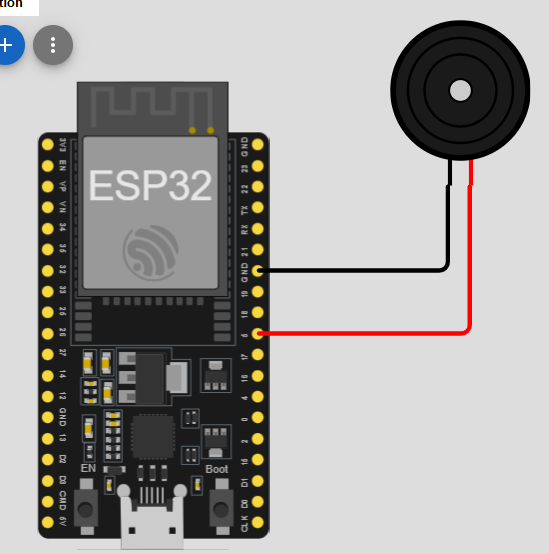 tion
ESP32
3V3
EN
VP
VN
34
35
32
33
25
26
27
14
12
GND
13
D2
D3
CMD
5V
GND
23
22
TX
RX
21
GND
19
18
5
17
16
4
0
2
15
D1
D0
CLK
EN
Boot